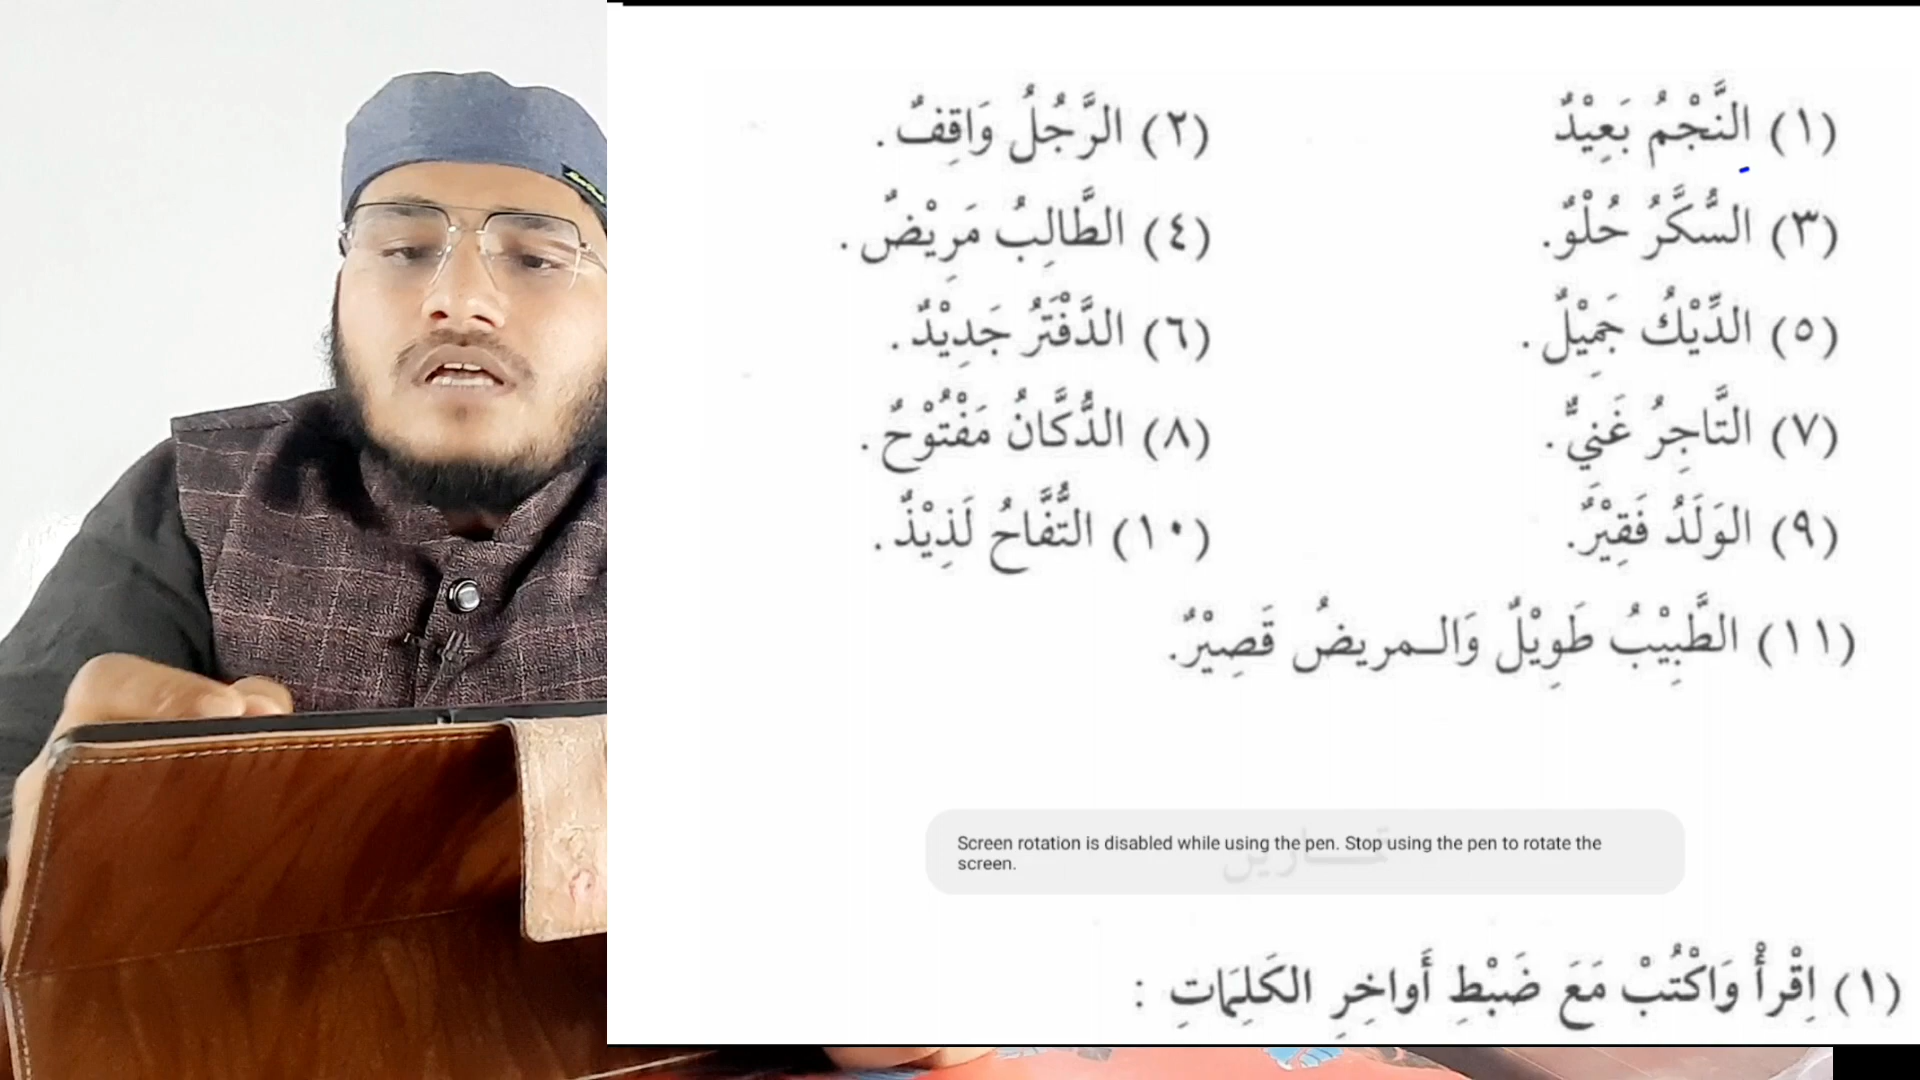 (١) النَّجْمُ بَعِيْدٌ
(٢) الرَّجُلُ وَاقِفٌ .
(٣) السُّكَّرُ حُلْوٌ.
(٤) الطَّالِبُ مَرِيْضٌ .
(٥) الدِّيْكُ جَمِيْلٌ .
(٦) الدَّفْتَرُ جَدِيْدٌ .
(٧) التَّاجِرُ غَنِيٌّ .
(٨) الدُّكَّانُ مَفْتُوْحٌ .
(٩) الوَلَدُ فَقِيْرٌ.
(١٠) التُّفَّاحُ لَذِيْذٌ .
(١١) الطَّبِيْبُ طَوِيْلٌ وَالـمريضُ قَصِيْرٌ.
Screen rotation is disabled while using the pen. Stop using the pen to rotate the
screen.
تمـــارين
(١) اِقْرأْ وَاكْتُبْ مَعَ ضَبْطِ أَواخِرِ الكَلِمَاتِ :